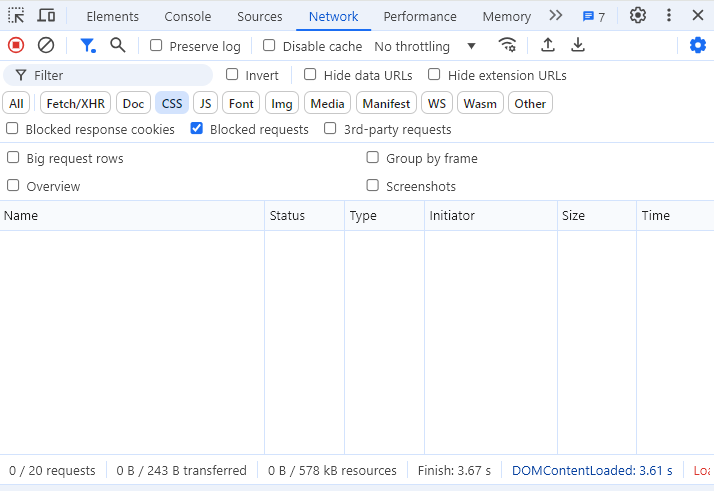 Elements Console Sources Network Performance Memory 7
Preserve log Disable cache No throttling
Filter Invert Hide data URLs Hide extension URLs
All Fetch/XHR Doc CSS JS Font Img Media Manifest WS Wasm Other
Blocked response cookies Blocked requests 3rd-party requests
Big request rows Group by frame
Overview Screenshots
Name Status Type Initiator Size Time
0 / 20 requests 0 B / 243 B transferred 0 B / 578 kB resources Finish: 3.67 s DOMContentLoaded: 3.61 s